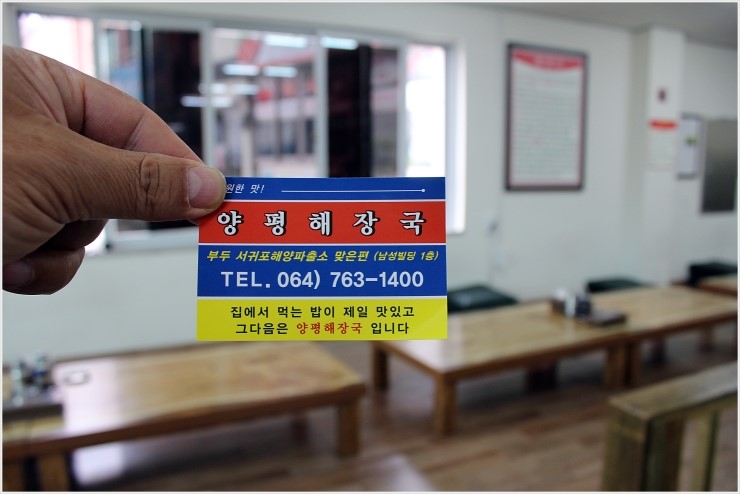 원한 맛!
양평해장국
부두 서귀포해양파출소 맞은편 (남성빌딩 1층)
TEL. 064) 763-1400
집에서 먹는 밥이 제일 맛있고
그다음은 양평해장국 입니다